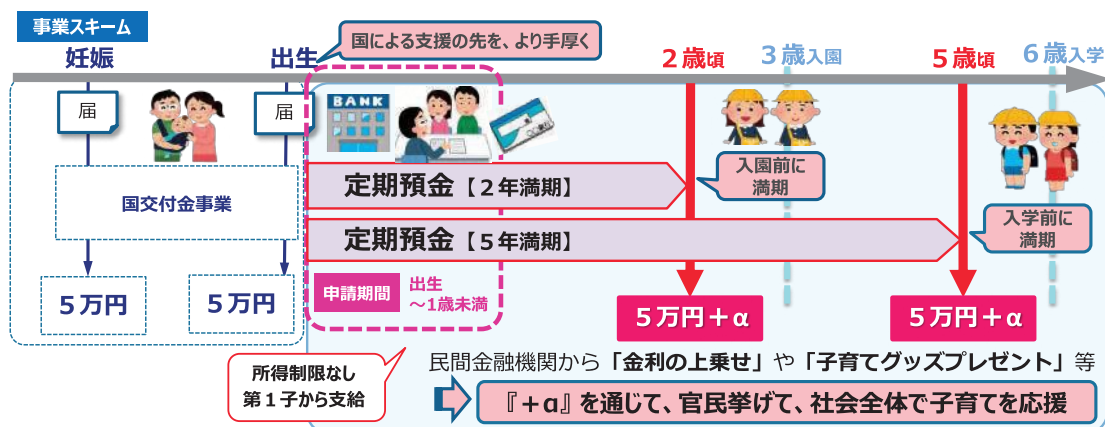 事業スキーム
国による支援の先を、より手厚く
妊娠
出生
2歳頃
3歳入園
5歳頃
6歳入学
届
届
BANK
定期預金【２年満期】
入園前に
満期
国交付金事業
定期預金【５年満期】
入学前に
満期
５万円
５万円
申請期間
出生
～1歳未満
５万円＋α
５万円＋α
所得制限なし
第１子から支給
民間金融機関から「金利の上乗せ」や「子育てグッズプレゼント」等
『＋α』を通じて、官民挙げて、社会全体で子育てを応援